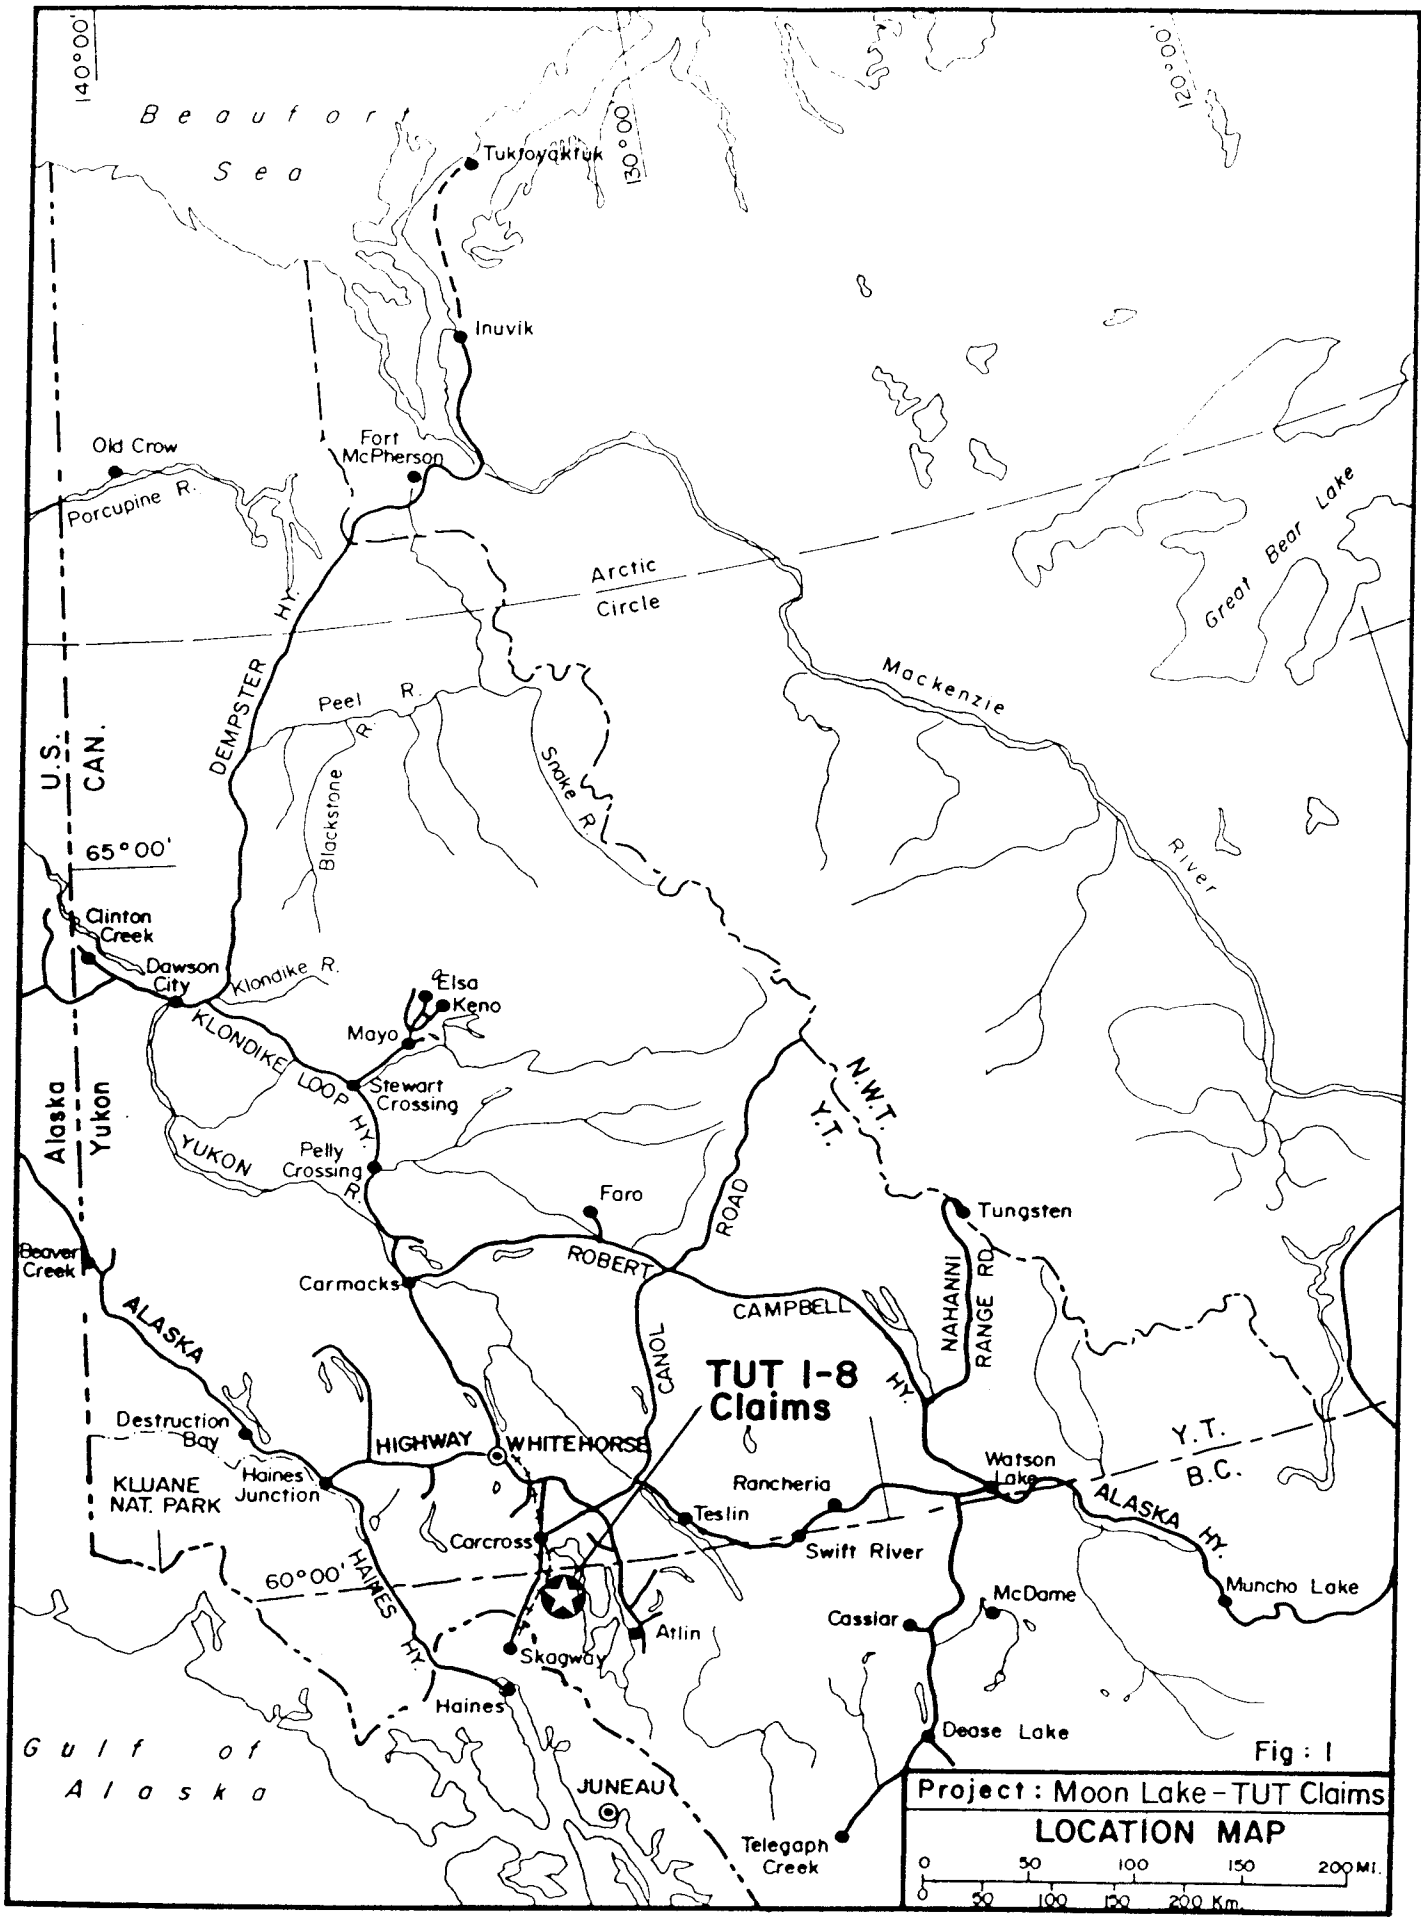 140°00'
120°00'
130°00'
Beaufort
Sea
Tuktoyaktuk
Inuvik
Old Crow
Fort
McPherson
Porcupine R.
Great Bear Lake
Arctic
Circle
DEMPSTER HY.
Mackenzie
River
Peel R.
Blackstone R.
Snake R.
U.S.
CAN.
65°00'
Clinton
Creek
Dawson
City
Klondike R.
Elsa
Keno
Mayo
KLONDIKE LOOP HY.
Stewart
Crossing
Alaska
Yukon
YUKON R.
Pelly
Crossing
N.W.T.
Y.T.
Faro
ROAD
Tungsten
Beaver
Creek
Carmacks
ROBERT
CAMPBELL
HY.
NAHANNI
RANGE RD.
ALASKA
CANOL
TUT 1-8
Claims
Destruction
Bay
HIGHWAY
WHITEHORSE
Y.T.
B.C.
KLUANE
NAT. PARK
Haines
Junction
Rancheria
Watson
Lake
Teslin
ALASKA
HY.
Carcross
Swift River
60°00'
HAINES
HY.
Muncho Lake
McDame
Cassiar
Atlin
Skagway
Haines
Dease Lake
Gulf of
Alaska
JUNEAU
Telegaph
Creek
Fig : 1
Project : Moon Lake - TUT Claims
LOCATION MAP
0 50 100 150 200 MI.
0 50 100 150 200 Km.